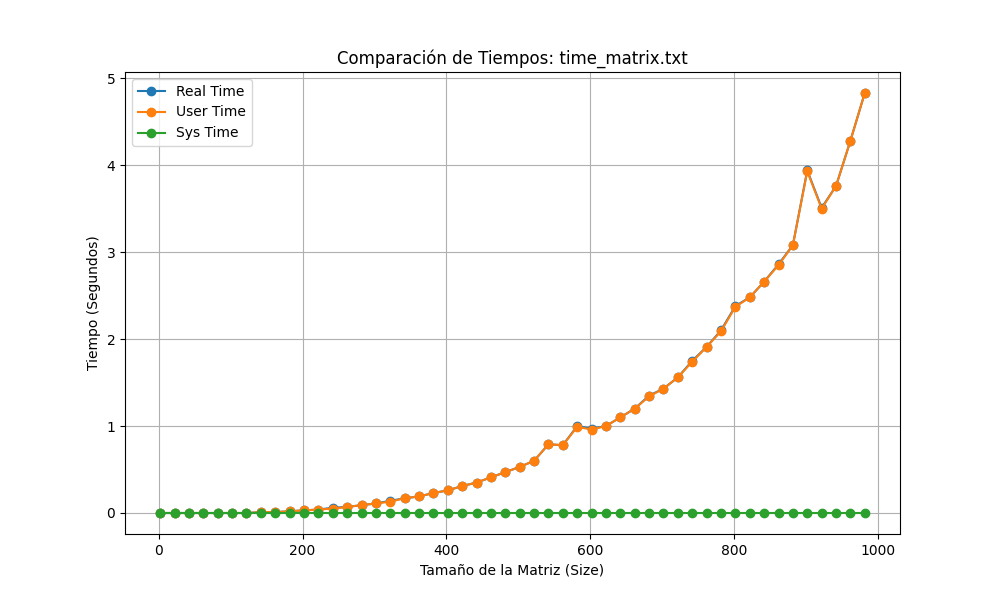 Comparación de Tiempos: time_matrix.txt
Real Time
User Time
Sys Time
5
4
3
2
1
0
Tiempo (Segundos)
0 200 400 600 800 1000
Tamaño de la Matriz (Size)